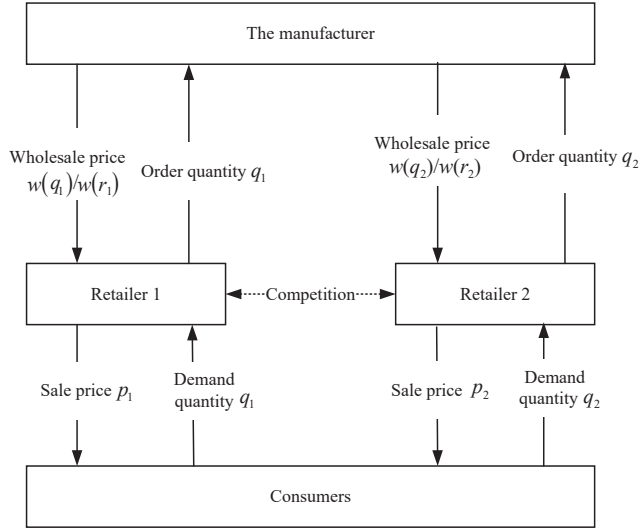 The manufacturer
Wholesale price
w(q₁)/w(r₁)
Order quantity q₁
Wholesale price
w(q₂)/w(r₂)
Order quantity q₂
Retailer 1
Competition
Retailer 2
Sale price p₁
Demand
quantity q₁
Sale price p₂
Demand
quantity q₂
Consumers